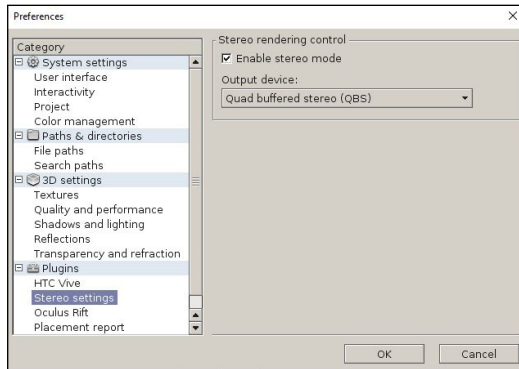 Preferences
Category
System settings
User interface
Interactivity
Project
Color management
Paths & directories
File paths
Search paths
3D settings
Textures
Quality and performance
Shadows and lighting
Reflections
Transparency and refraction
Plugins
HTC Vive
Stereo settings
Oculus Rift
Placement report
Stereo rendering control
Enable stereo mode
Output device:
Quad buffered stereo (QBS)
OK
Cancel